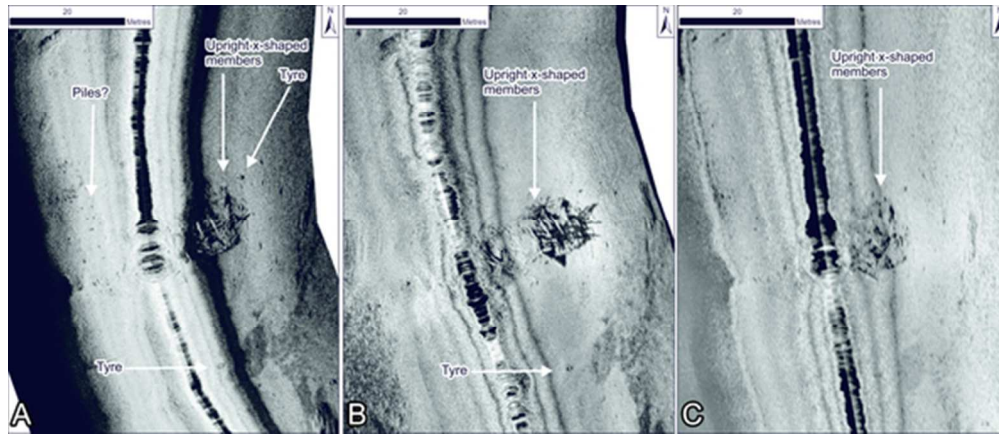 20
Metres
N
Upright x-shaped
members
Tyre
Piles?
Tyre
A
20
Metres
N
Upright x-shaped
members
Tyre
B
20
Metres
N
Upright x-shaped
members
C